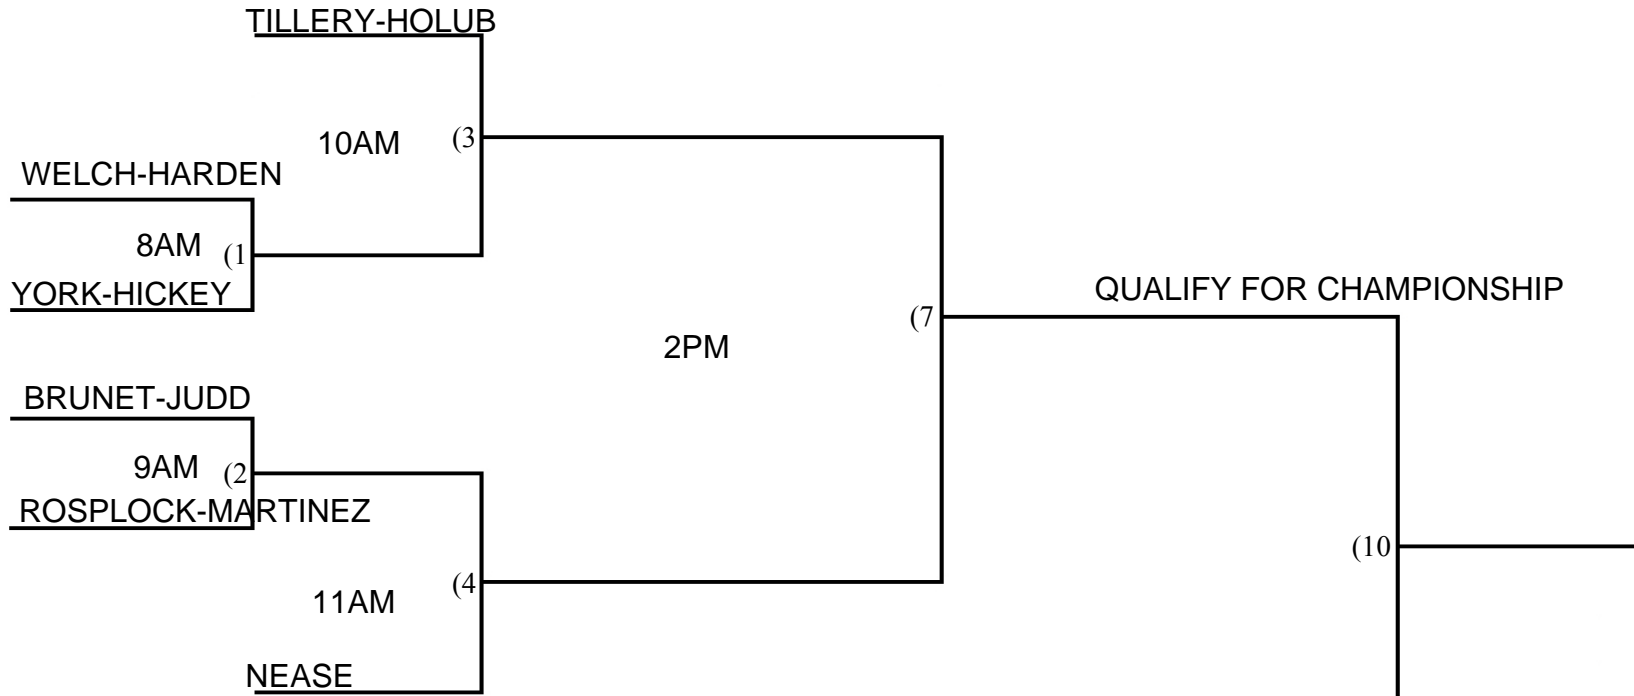 TILLERY-HOLUB
10AM
(3
WELCH-HARDEN
8AM
(1
YORK-HICKEY
QUALIFY FOR CHAMPIONSHIP
(7
2PM
BRUNET-JUDD
9AM
(2
ROSPLOCK-MARTINEZ
(10
11AM
(4
NEASE